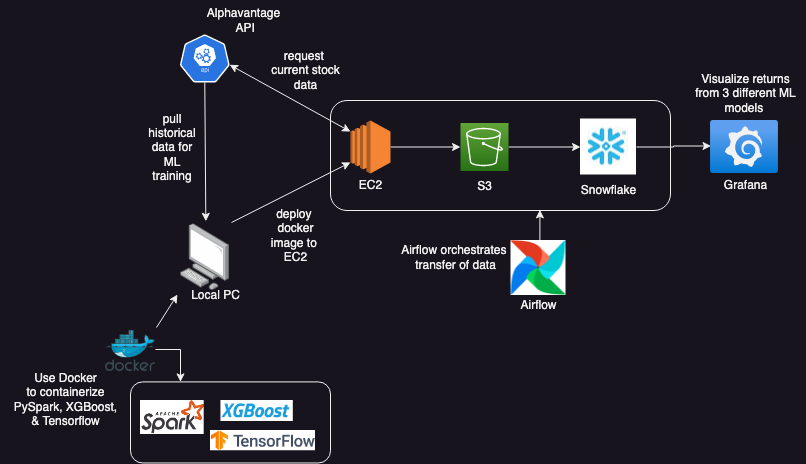 Alphavantage
API
api
request
current stock
data
pull
historical
data for
ML
training
Visualize returns
from 3 different ML
models
EC2
S3
Snowflake
Grafana
deploy
docker
image to
EC2
Airflow orchestrates
transfer of data
Local PC
Airflow
docker
Use Docker
to containerize
PySpark, XGBoost,
& Tensorflow
APACHE
Spark
XGBoost
TensorFlow